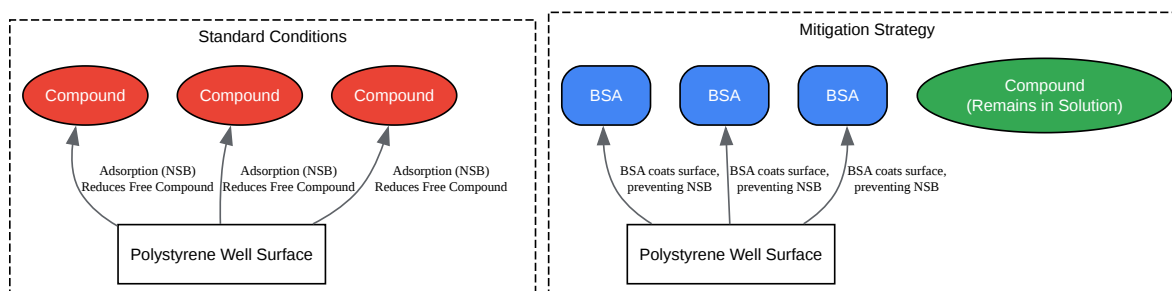 Standard Conditions
Compound
Compound
Compound
Adsorption (NSB)
Reduces Free Compound
Adsorption (NSB)
Reduces Free Compound
Adsorption (NSB)
Reduces Free Compound
Polystyrene Well Surface
Mitigation Strategy
BSA
BSA
BSA
Compound
(Remains in Solution)
BSA coats surface,
preventing NSB
BSA coats surface,
preventing NSB
BSA coats surface,
preventing NSB
Polystyrene Well Surface